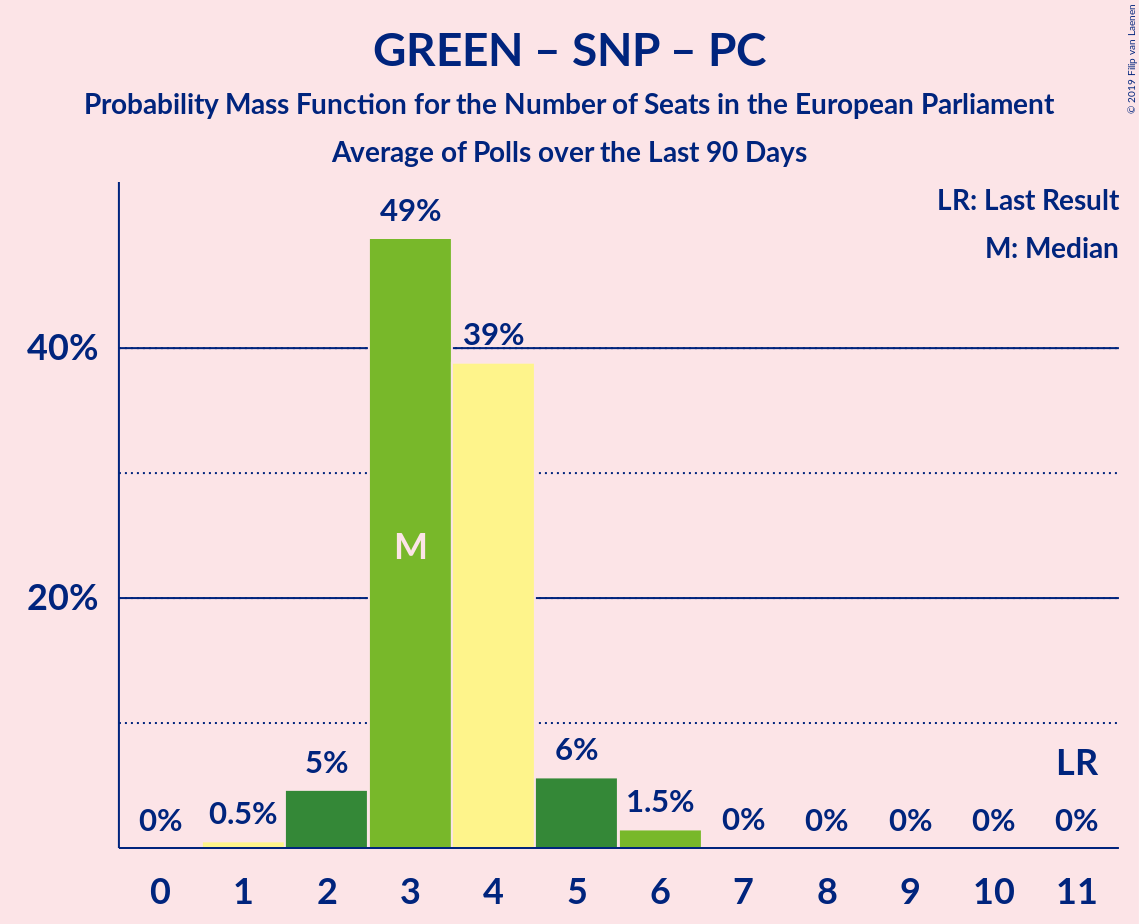 GREEN – SNP – PC
Probability Mass Function for the Number of Seats in the European Parliament
Average of Polls over the Last 90 Days
© 2019 Filip van Laenen
LR: Last Result
M: Median
49%
39%
40%
M
20%
LR
6%
5%
1.5%
0.5%
0% 0% 0% 0% 0% 0%
0 1 2 3 4 5 6 7 8 9 10 11